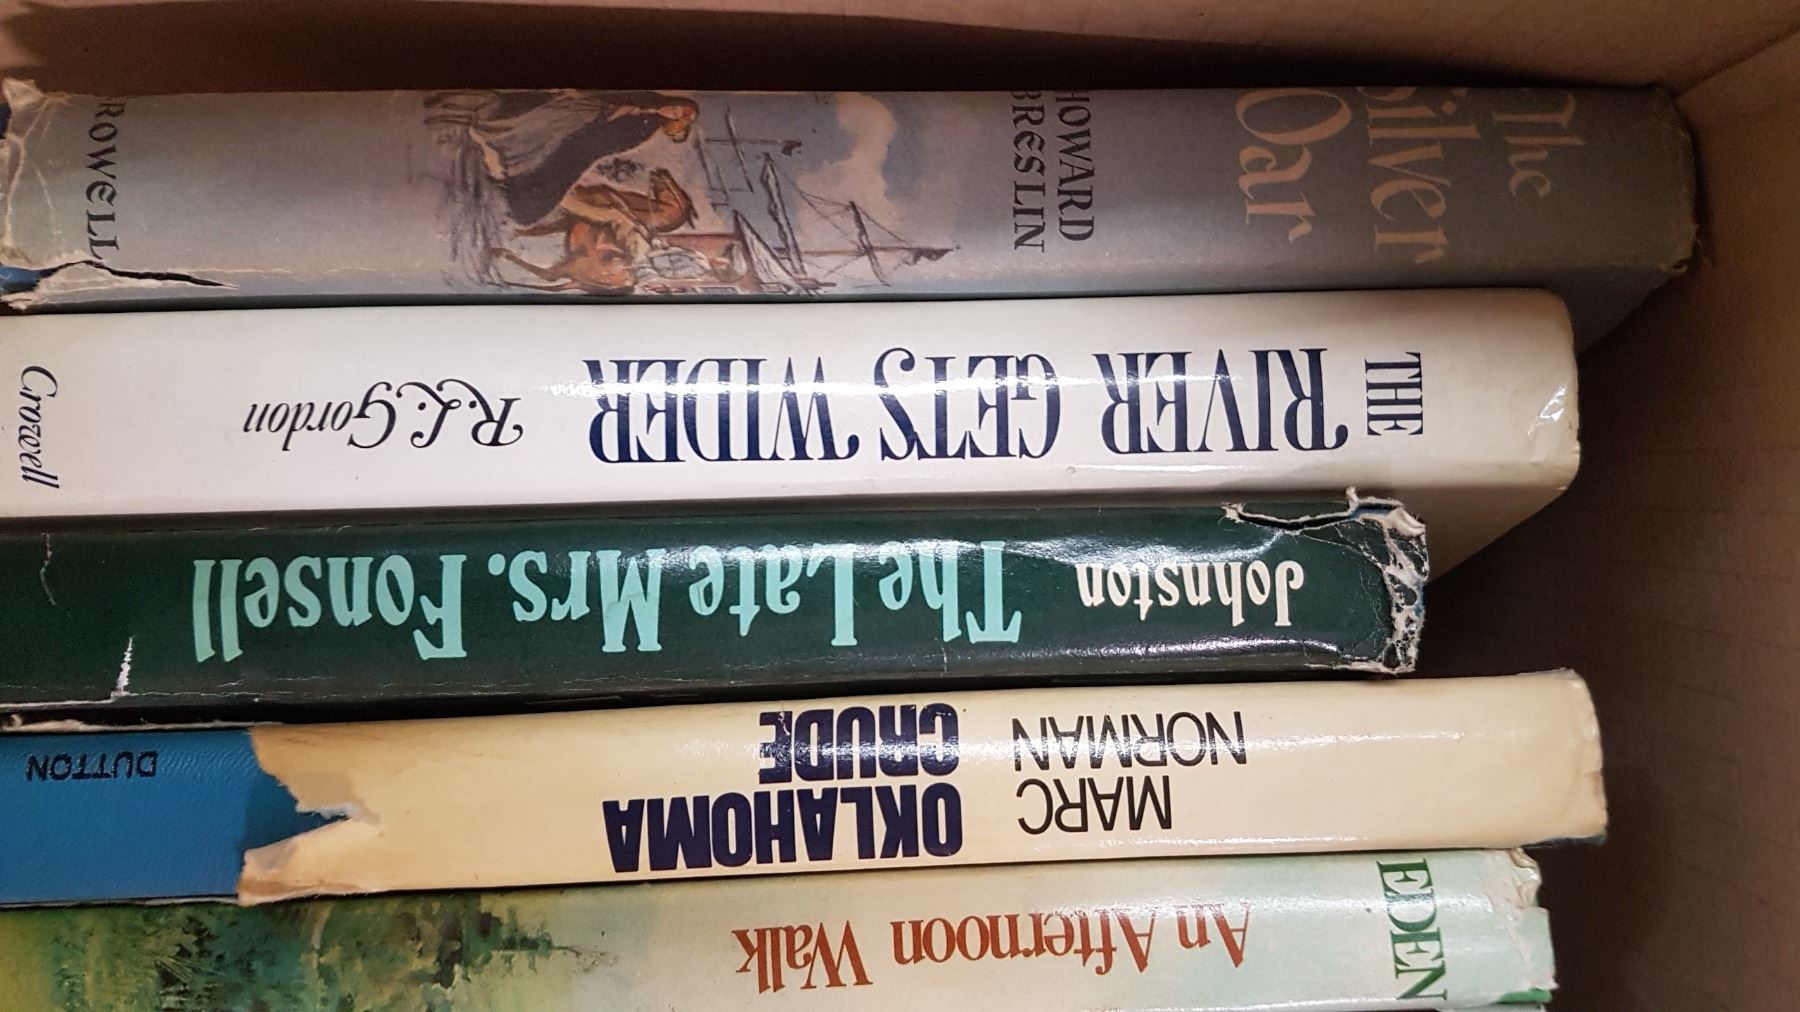 The
Silver
Oar
HOWARD
BRESLIN
THE RIVER GETS WIDER R.L. Gordon Crowell
Johnston The Late Mrs. Fonsell
MARC
NORMAN
OKLAHOMA
CRUDE
DUTTON
EDEN
An Afternoon Walk